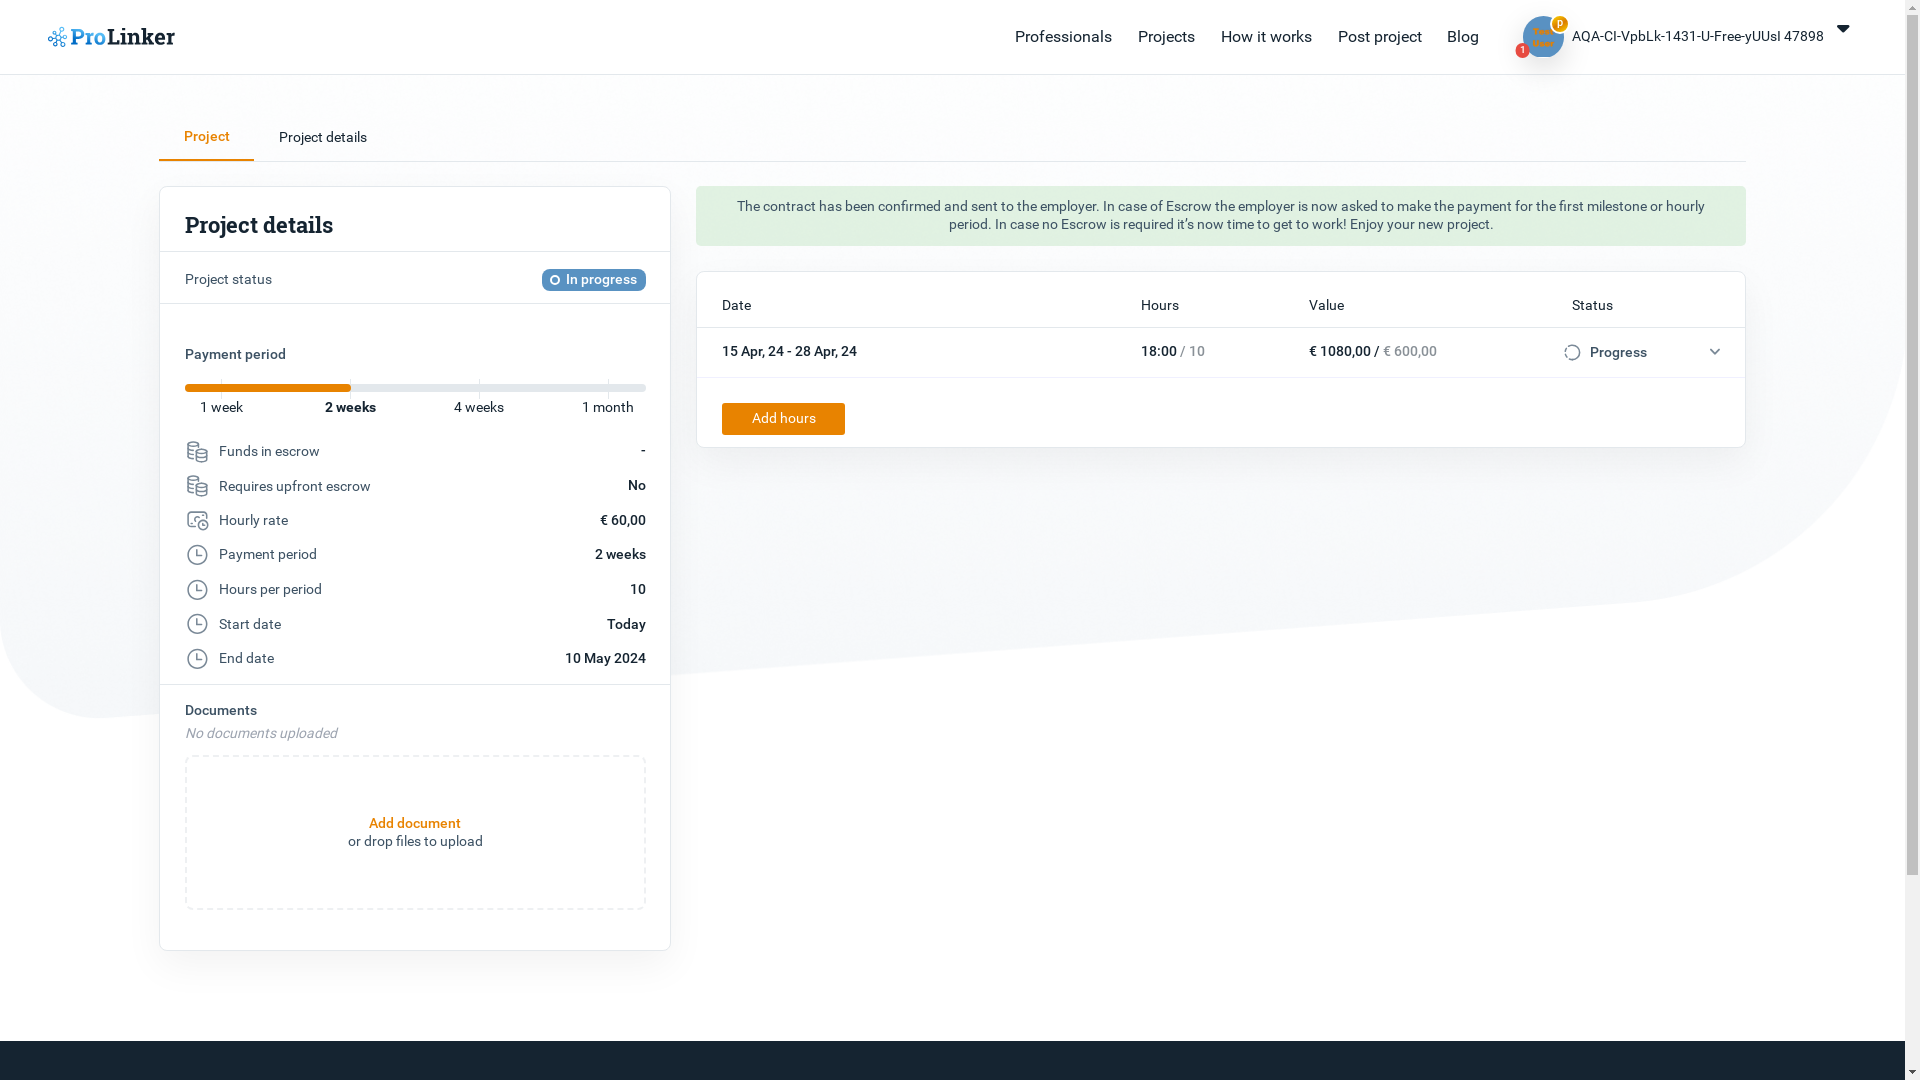 ProLinker
Professionals
Projects
How it works
Post project
Blog
p
1
AQA-CI-VpbLk-1431-U-Free-yUUsI 47898
Project
Project details
Project details
Project status
In progress
Payment period
1 week
2 weeks
4 weeks
1 month
Funds in escrow -
Requires upfront escrow No
Hourly rate € 60,00
Payment period 2 weeks
Hours per period 10
Start date Today
End date 10 May 2024
Documents
No documents uploaded
Add document
or drop files to upload
The contract has been confirmed and sent to the employer. In case of Escrow the employer is now asked to make the payment for the first milestone or hourly
period. In case no Escrow is required it’s now time to get to work! Enjoy your new project.
Date Hours Value Status
15 Apr, 24 - 28 Apr, 24 18:00 / 10 € 1080,00 / € 600,00 Progress
Add hours